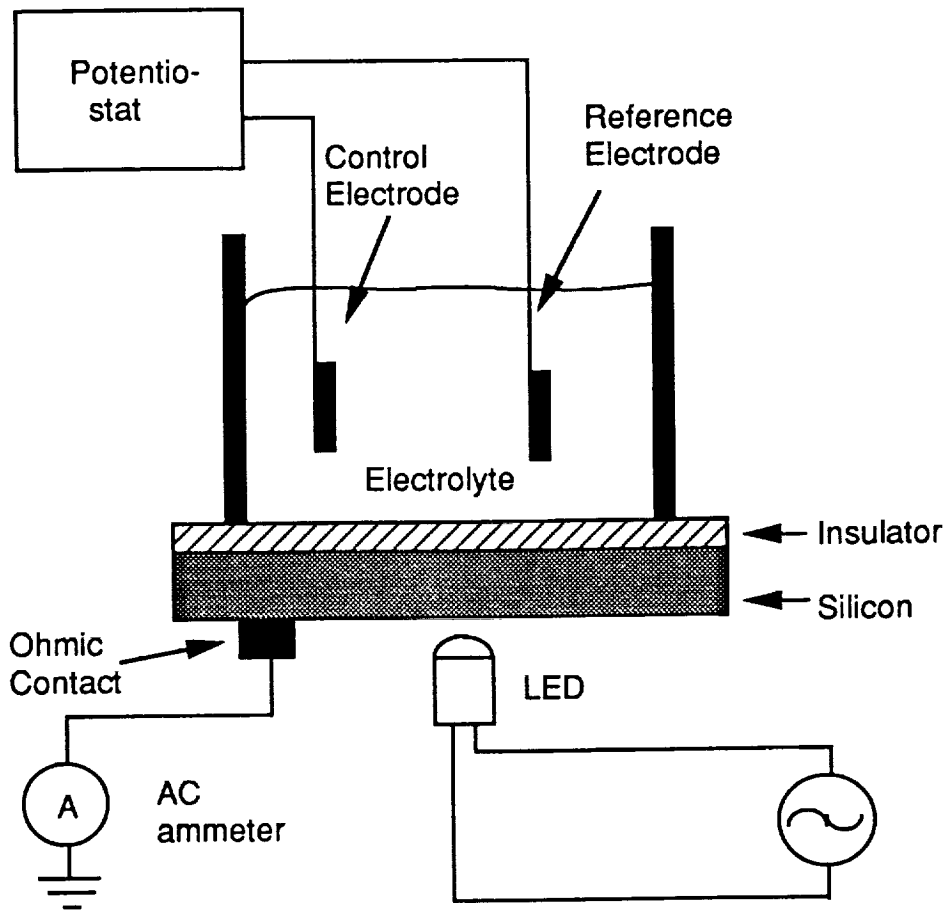 Potentio-
stat
Reference
Electrode
Control
Electrode
Electrolyte
Insulator
Silicon
Ohmic
Contact
LED
A
AC
ammeter